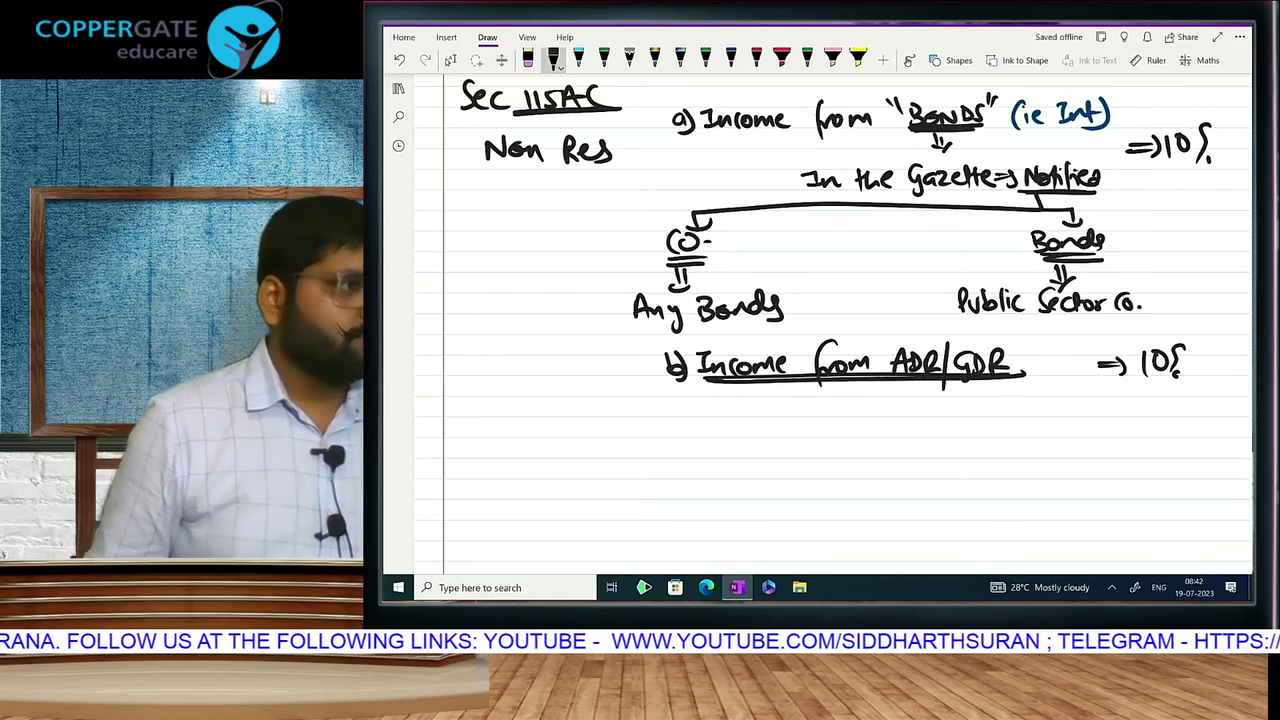 COPPERGATE
educare
Home Insert Draw View Help
Saved offline Share
Shapes Ink to Shape Ink to Text Ruler Maths
Sec 115AC
Non Res
a) Income from "BONDS" (ie Int) ⇒ 10%
In the Gazette ⇒ Notified
Co. Bonds
Any Bonds Public Sector Co.
b) Income from ADR/GDR ⇒ 10%
Type here to search
28°C Mostly cloudy ENG 08:42
19-07-2023
RANA. FOLLOW US AT THE FOLLOWING LINKS: YOUTUBE - WWW.YOUTUBE.COM/SIDDHARTHSURAN ; TELEGRAM - HTTPS:/